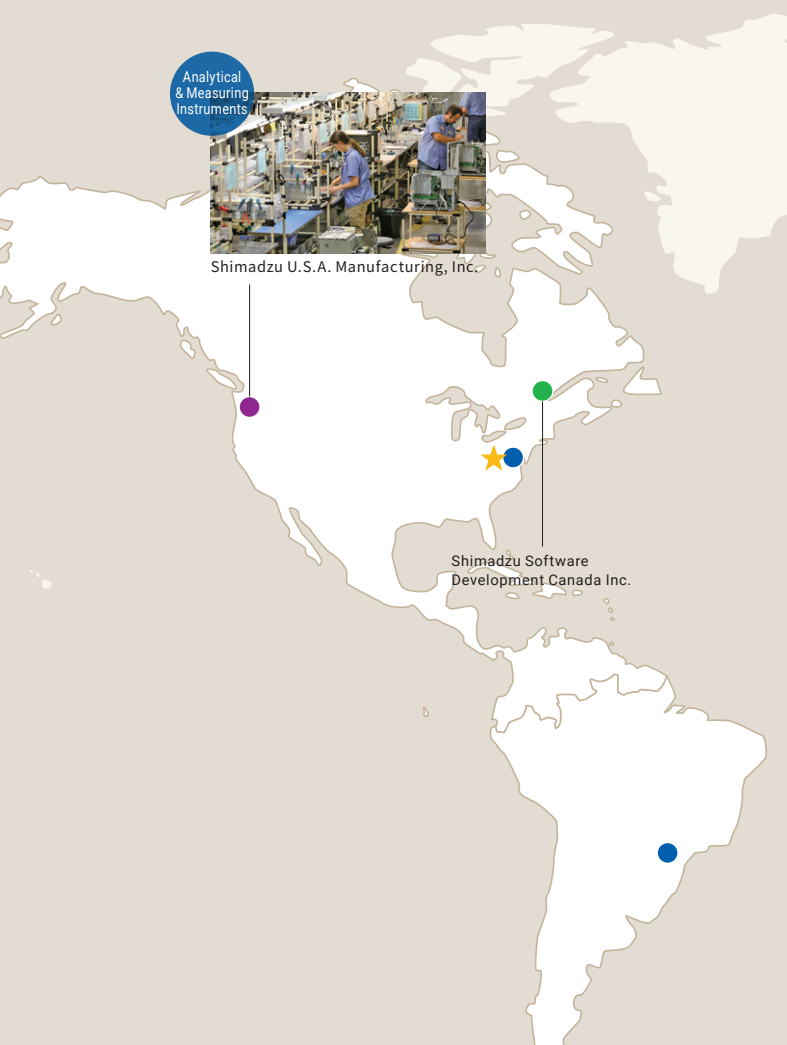 Analytical
& Measuring
Instruments
Shimadzu U.S.A. Manufacturing, Inc.
Shimadzu Software
Development Canada Inc.